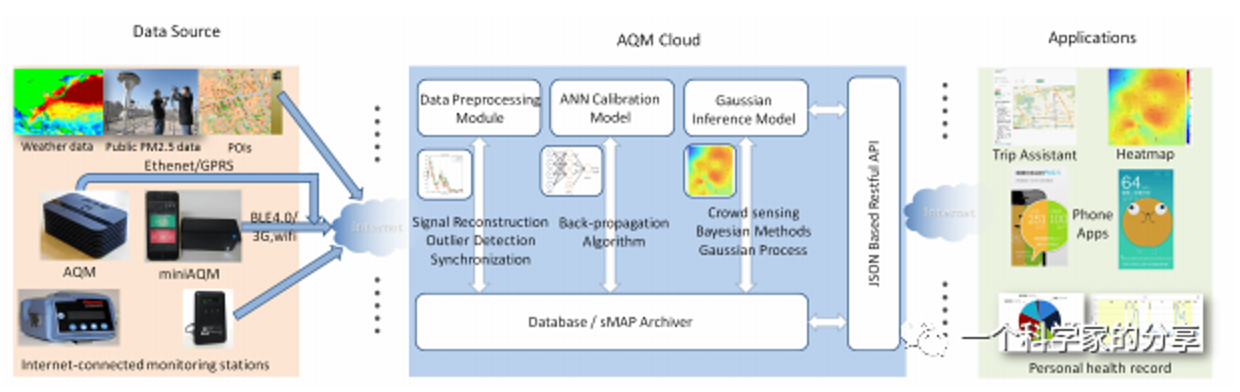 Data Source
AQM Cloud
Applications
Weather data
Public PM2.5 data
POIs
Ethenet/GPRS
BLE4.0/
3G,wifi
AQM
miniAQM
Internet-connected monitoring stations
Internet
Data Preprocessing
Module
ANN Calibration
Model
Gaussian
Inference Model
Signal Reconstruction
Outlier Detection
Synchronization
Back-propagation
Algorithm
Crowd sensing
Bayesian Methods
Gaussian Process
Database / sMAP Archiver
JSON Based Restful API
Internet
Trip Assistant
Heatmap
Phone
Apps
64
一个科学家的分享
Personal health record